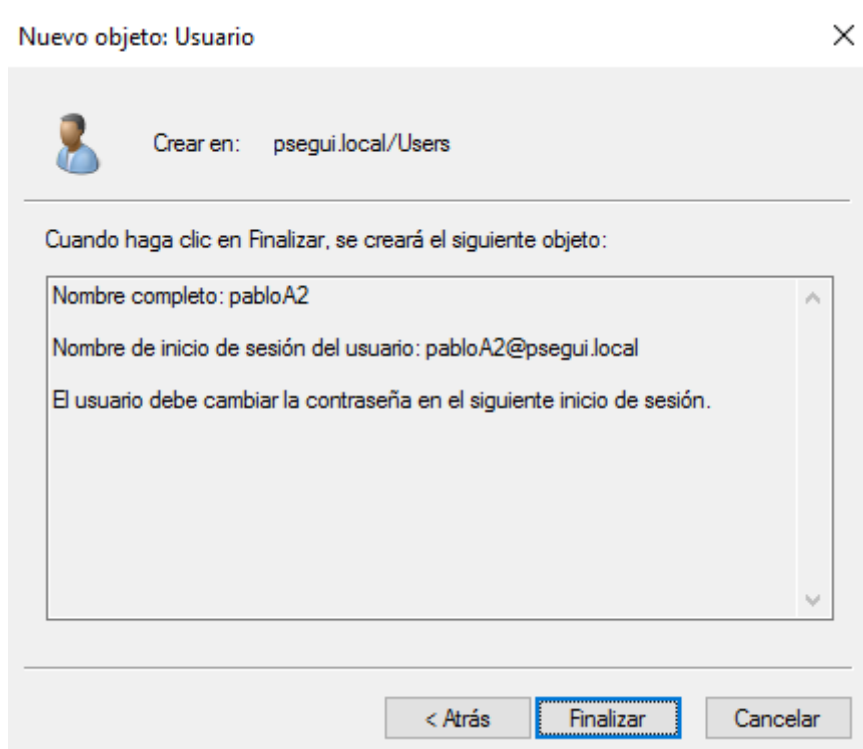 Nuevo objeto: Usuario
Crear en: psegui.local/Users
Cuando haga clic en Finalizar, se creará el siguiente objeto:
Nombre completo: pabloA2
Nombre de inicio de sesión del usuario: pabloA2@psegui.local
El usuario debe cambiar la contraseña en el siguiente inicio de sesión.
< Atrás Finalizar Cancelar